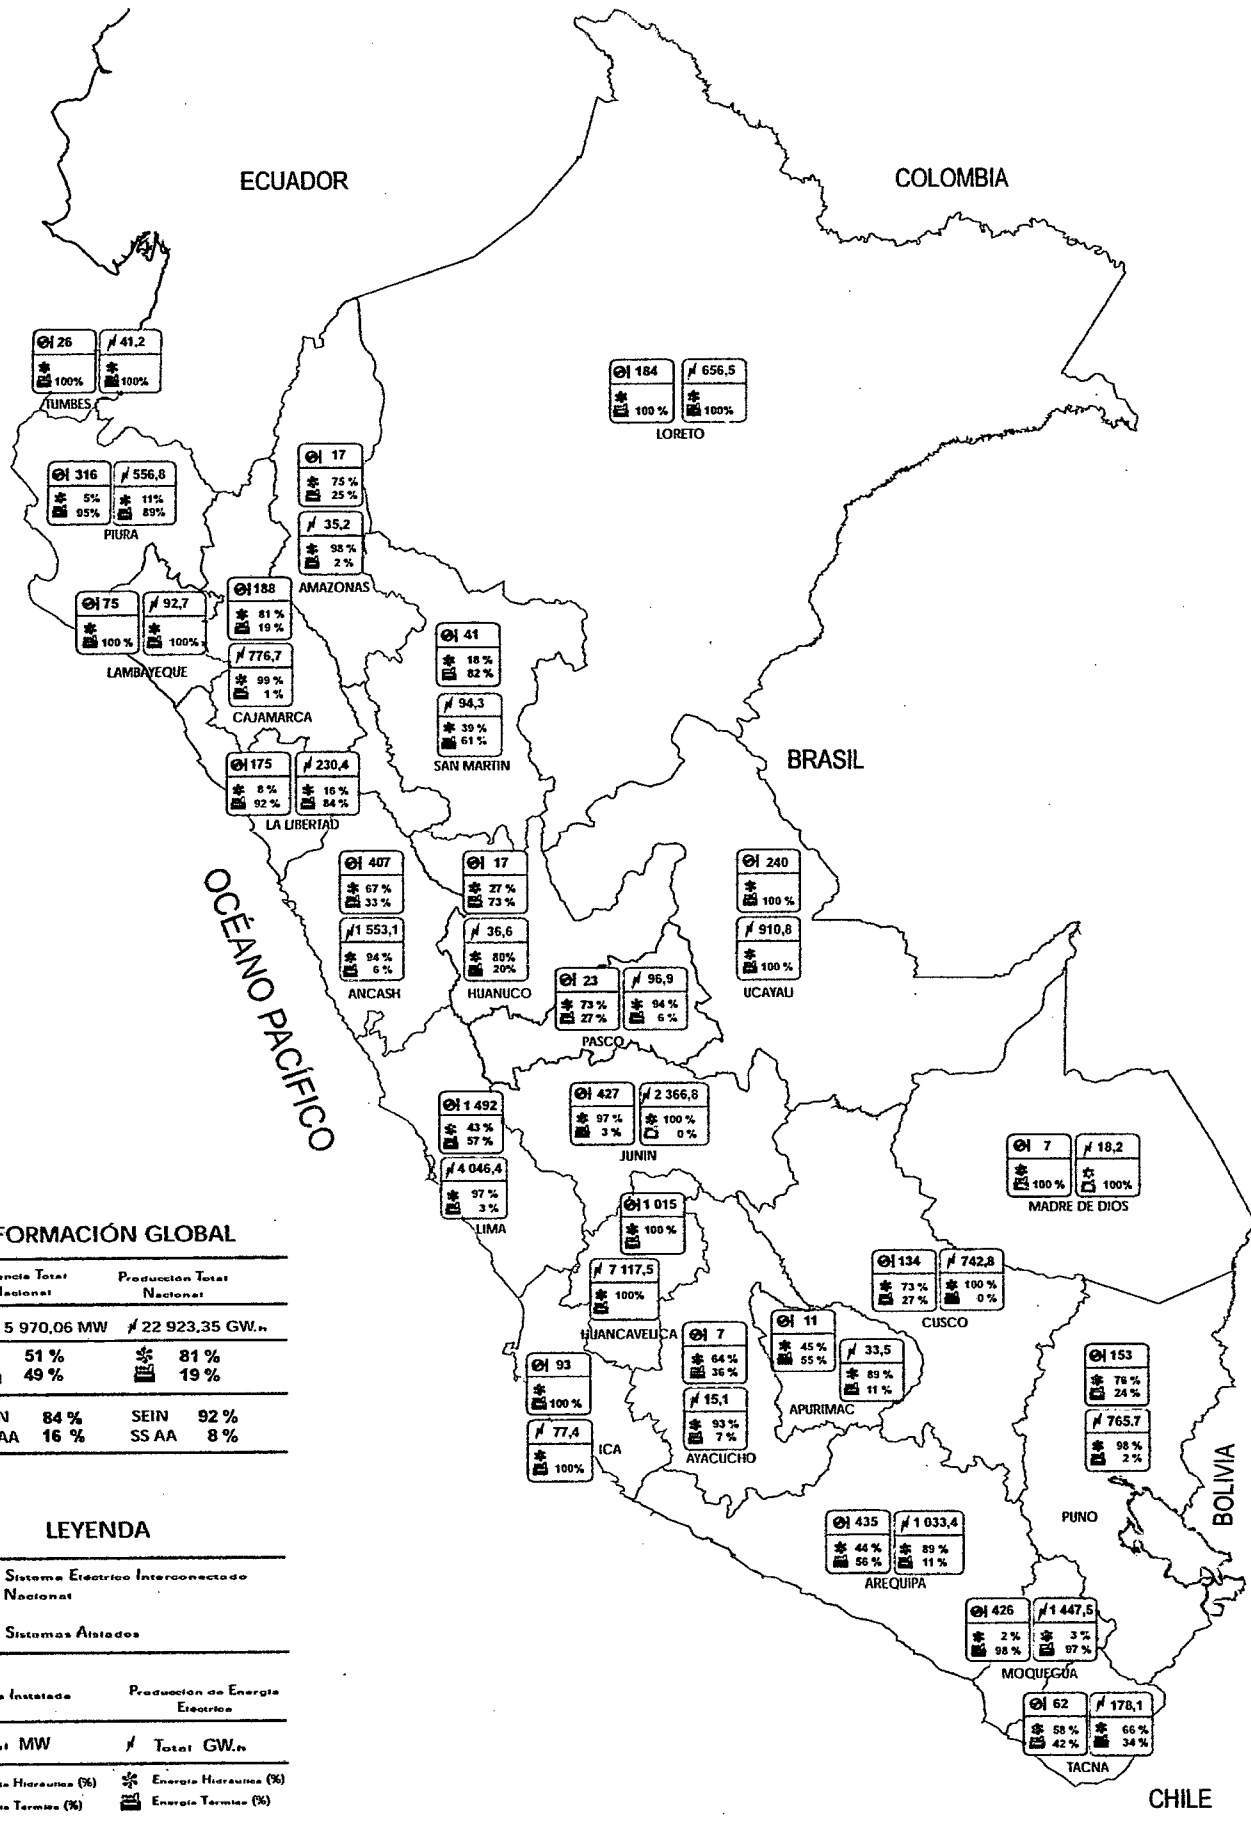 ECUADOR
COLOMBIA
26 41,2
100% 100%
TUMBES
184 656,5
100 % 100%
LORETO
316 556,8
5% 11%
95% 89%
PIURA
17
75 %
25 %
35,2
98 %
2 %
AMAZONAS
75 92,7
100 % 100%
LAMBAYEQUE
188
81 %
19 %
776,7
99 %
1 %
CAJAMARCA
41
18 %
82 %
94,3
39 %
61 %
SAN MARTIN
BRASIL
175 230,4
8 % 16 %
92 % 84 %
LA LIBERTAD
OCÉANO PACÍFICO
407
67 %
33 %
1 553,1
94 %
6 %
ANCASH
17
27 %
73 %
36,6
80%
20%
HUANUCO
240
100 %
910,8
100 %
UCAYALI
23 96,9
73 % 94 %
27 % 6 %
PASCO
1 492
43 %
57 %
4 046,4
97 %
3 %
LIMA
427 2 366,8
97 % 100 %
3 % 0 %
JUNIN
7 18,2
100 % 100%
MADRE DE DIOS
1 015
100 %
7 117,5
100%
HUANCAVELICA
134 742,8
73 % 100 %
27 % 0 %
CUSCO
7
64 %
36 %
15,1
93 %
7 %
AYACUCHO
11
45 %
55 %
33,5
89 %
11 %
APURIMAC
93
100 %
77,4
100%
ICA
153
76 %
24 %
765,7
98 %
2 %
PUNO
BOLIVIA
435 1 033,4
44 % 89 %
56 % 11 %
AREQUIPA
426 1 447,5
2 % 3 %
98 % 97 %
MOQUEGUA
62 178,1
58 % 66 %
42 % 34 %
TACNA
CHILE
FORMACIÓN GLOBAL
encia Total Producción Total
Nacional Nacional
5 970,06 MW 22 923,35 GW.h
51 % 81 %
49 % 19 %
N 84 % SEIN 92 %
AA 16 % SS AA 8 %
LEYENDA
Sistema Eléctrico Interconectado
Nacional
Sistemas Aislados
a Instalada Producción de Energía
Eléctrica
MW Total GW.h
Hidráulica (%) Energía Hidráulica (%)
Térmica (%) Energía Térmica (%)